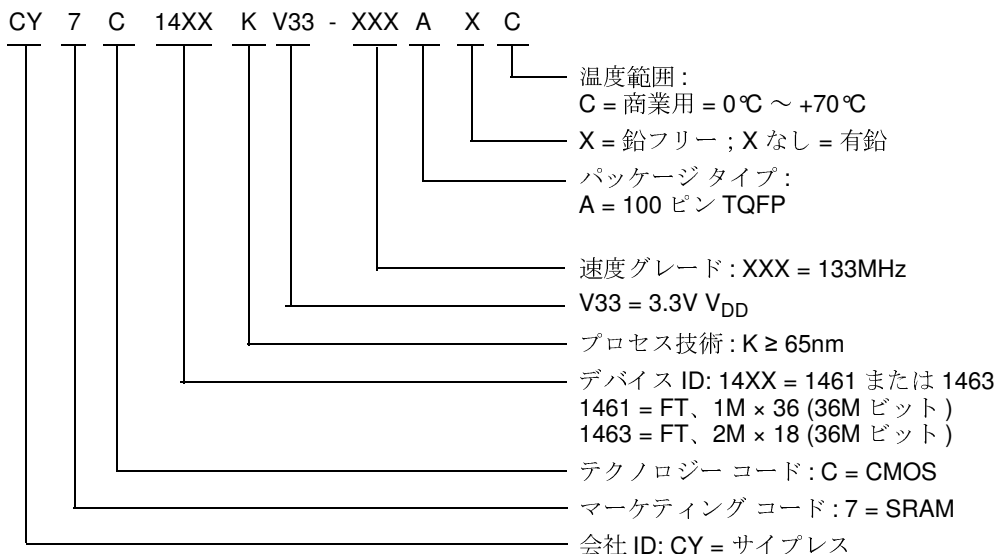 CY 7 C 14XX K V33 - XXX A X C
温度範囲 :
C = 商業用 = 0℃ ～ +70℃
X = 鉛フリー ; X なし = 有鉛
パッケージ タイプ :
A = 100 ピン TQFP
速度グレード : XXX = 133MHz
V33 = 3.3V VDD
プロセス技術 : K ≥ 65nm
デバイス ID: 14XX = 1461 または 1463
1461 = FT、1M × 36 (36M ビット )
1463 = FT、2M × 18 (36M ビット )
テクノロジー コード : C = CMOS
マーケティング コード : 7 = SRAM
会社 ID: CY = サイプレス